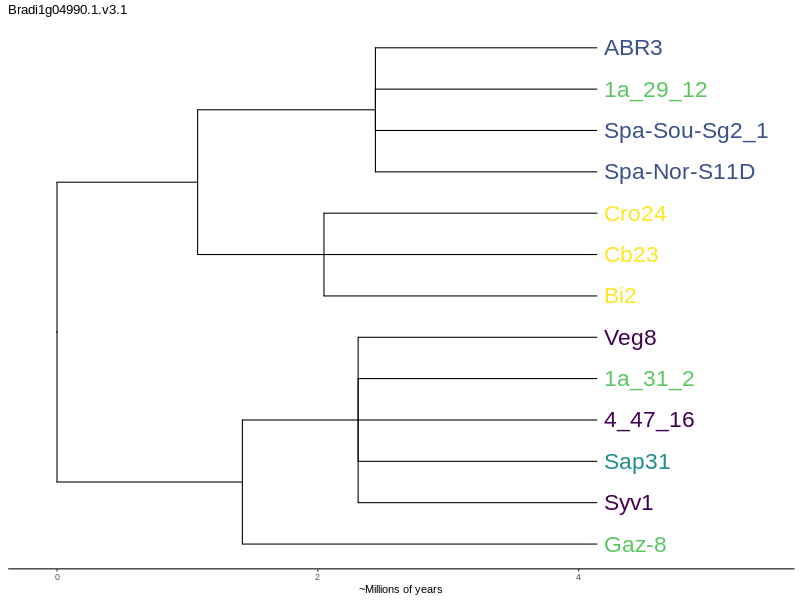 Bradi1g04990.1.v3.1
ABR3
1a_29_12
Spa-Sou-Sg2_1
Spa-Nor-S11D
Cro24
Cb23
Bi2
Veg8
1a_31_2
4_47_16
Sap31
Syv1
Gaz-8
0 2 4
~Millions of years